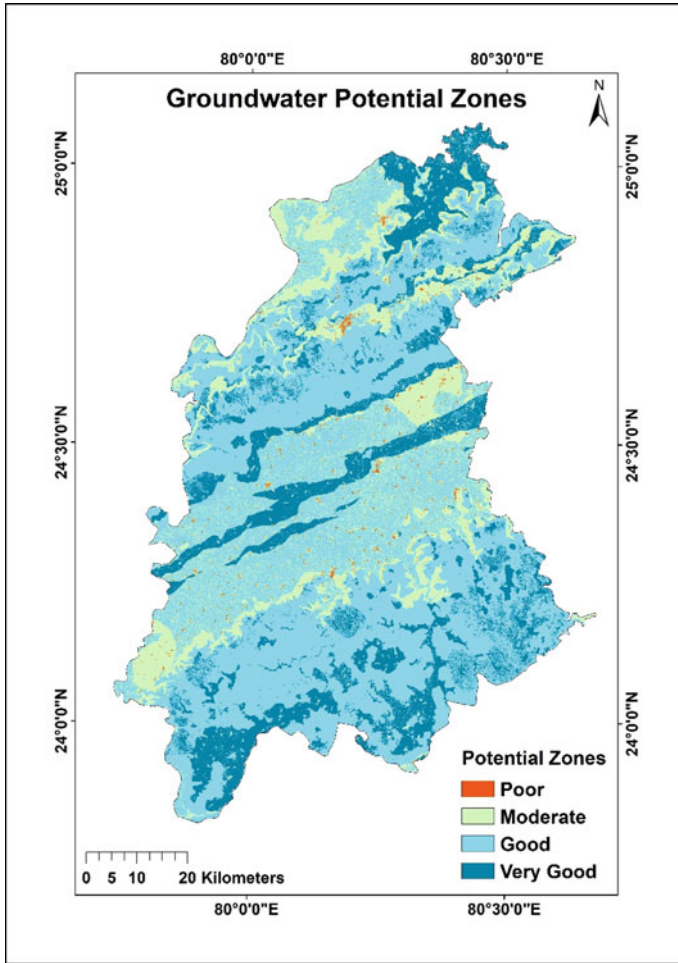 80°0'0"E 80°30'0"E
Groundwater Potential Zones
N
25°0'0"N 25°0'0"N
24°30'0"N 24°30'0"N
24°0'0"N 24°0'0"N
Potential Zones
Poor
Moderate
Good
Very Good
0 5 10 20 Kilometers
80°0'0"E 80°30'0"E